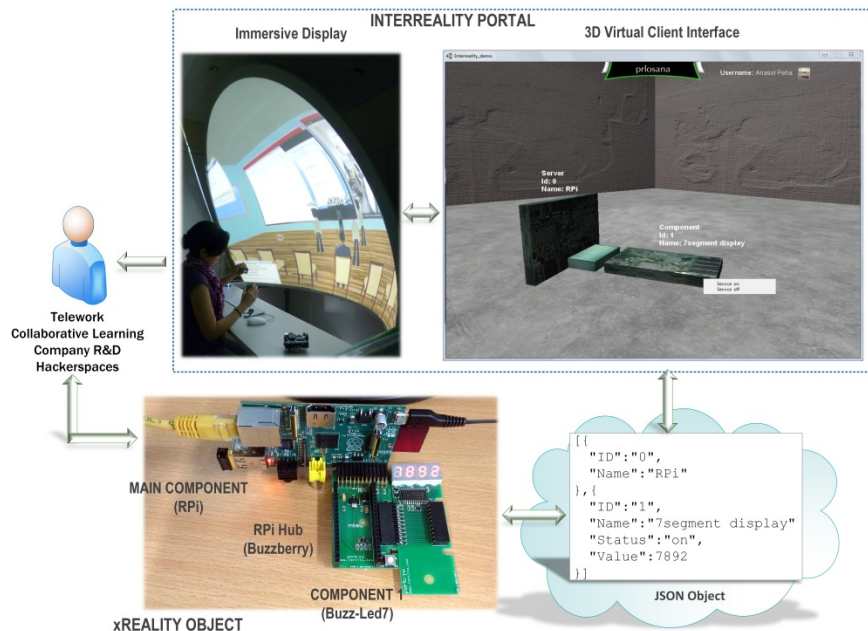 INTERREALITY PORTAL
Immersive Display
3D Virtual Client Interface
Interreality_demo
prlosana
Username: Anasol Peña
Server
Id: 0
Name: RPi
Component
Id: 1
Name: 7segment display
Service on
Service off
Telework
Collaborative Learning
Company R&D
Hackerspaces
MAIN COMPONENT
(RPi)
RPi Hub
(Buzzberry)
7892
COMPONENT 1
(Buzz-Led7)
xREALITY OBJECT
[{
"ID":"0",
"Name":"RPi"
},{
"ID":"1",
"Name":"7segment display"
"Status":"on",
"Value":7892
}]
JSON Object